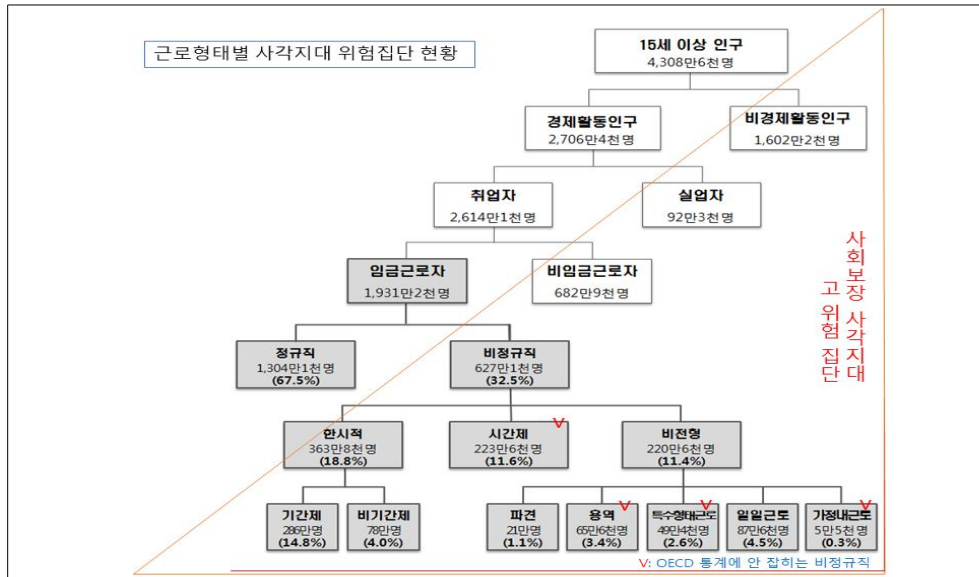 근로형태별 사각지대 위험집단 현황
15세 이상 인구
4,308만6천명
경제활동인구
2,706만4천명
비경제활동인구
1,602만2천명
취업자
2,614만1천명
실업자
92만3천명
임금근로자
1,931만2천명
비임금근로자
682만9천명
사회보장 사각지대
고 위험 집단
정규직
1,304만1천명
(67.5%)
비정규직
627만1천명
(32.5%)
한시적
363만8천명
(18.8%)
시간제
223만6천명
(11.6%)
V
비전형
220만6천명
(11.4%)
기간제
286만명
(14.8%)
비기간제
78만명
(4.0%)
파견
21만명
(1.1%)
용역
65만6천명
(3.4%)
V
특수형태근로
49만4천명
(2.6%)
V
일일근로
87만6천명
(4.5%)
가정내근로
5만5천명
(0.3%)
V
V: OECD 통계에 안 잡히는 비정규직